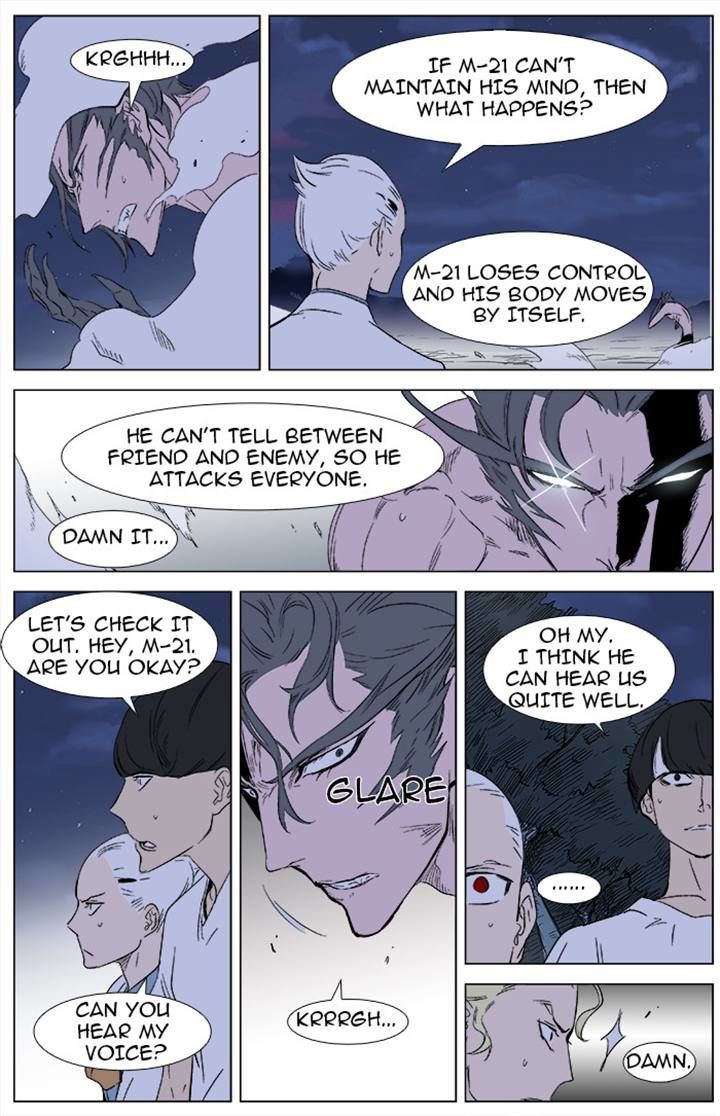 KRGHHH...
IF M-21 CAN'T
MAINTAIN HIS MIND, THEN
WHAT HAPPENS?
M-21 LOSES CONTROL
AND HIS BODY MOVES
BY ITSELF.
HE CAN'T TELL BETWEEN
FRIEND AND ENEMY, SO HE
ATTACKS EVERYONE.
DAMN IT...
LET'S CHECK IT
OUT. HEY, M-21.
ARE YOU OKAY?
CAN YOU
HEAR MY
VOICE?
GLARE
KRRRGH...
OH MY.
I THINK HE
CAN HEAR US
QUITE WELL.
......
DAMN.